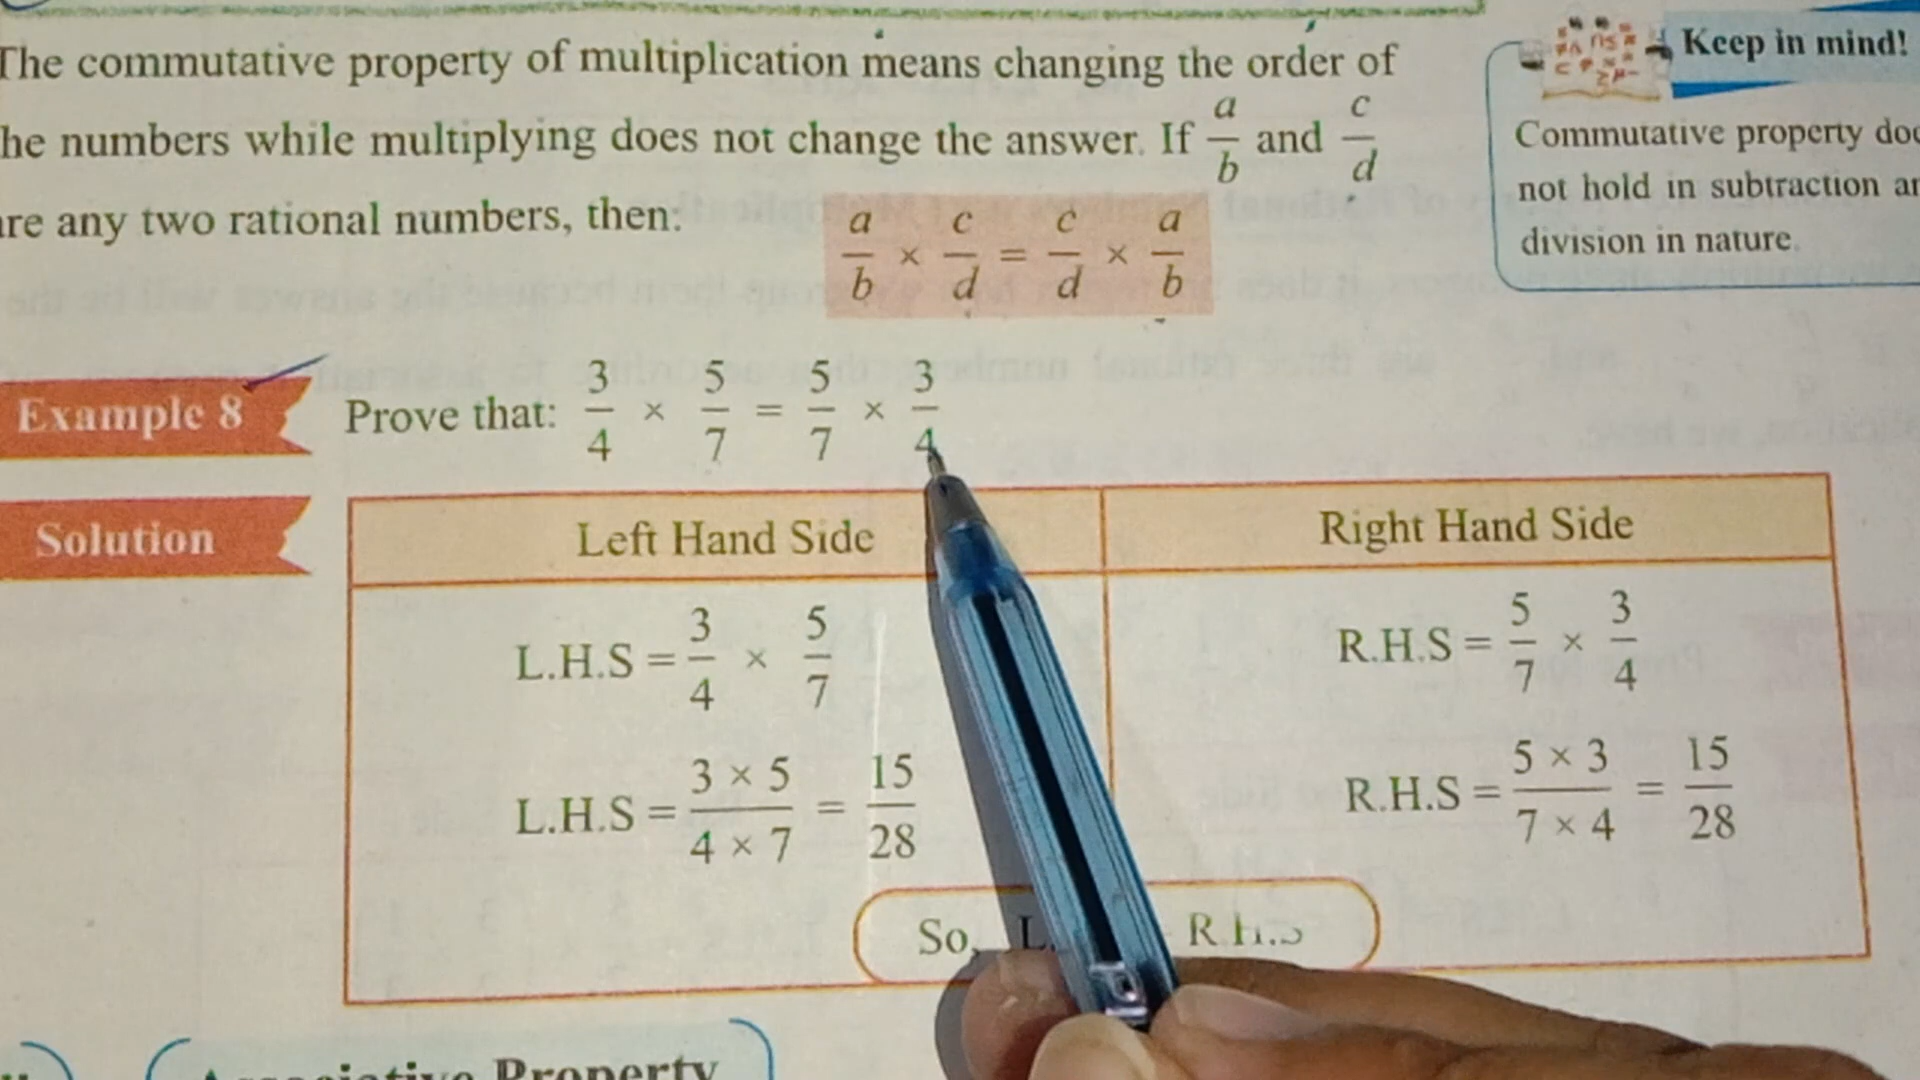 The commutative property of multiplication means changing the order of
he numbers while multiplying does not change the answer. If a/b and c/d
are any two rational numbers, then:
a/b × c/d = c/d × a/b
Keep in mind!
Commutative property doe
not hold in subtraction an
division in nature.
Example 8
Prove that: 3/4 × 5/7 = 5/7 × 3/4
Solution
Left Hand Side
Right Hand Side
L.H.S = 3/4 × 5/7
R.H.S = 5/7 × 3/4
L.H.S = 3 × 5/4 × 7 = 15/28
R.H.S = 5 × 3/7 × 4 = 15/28
So, L. R.H.S
Associative Property